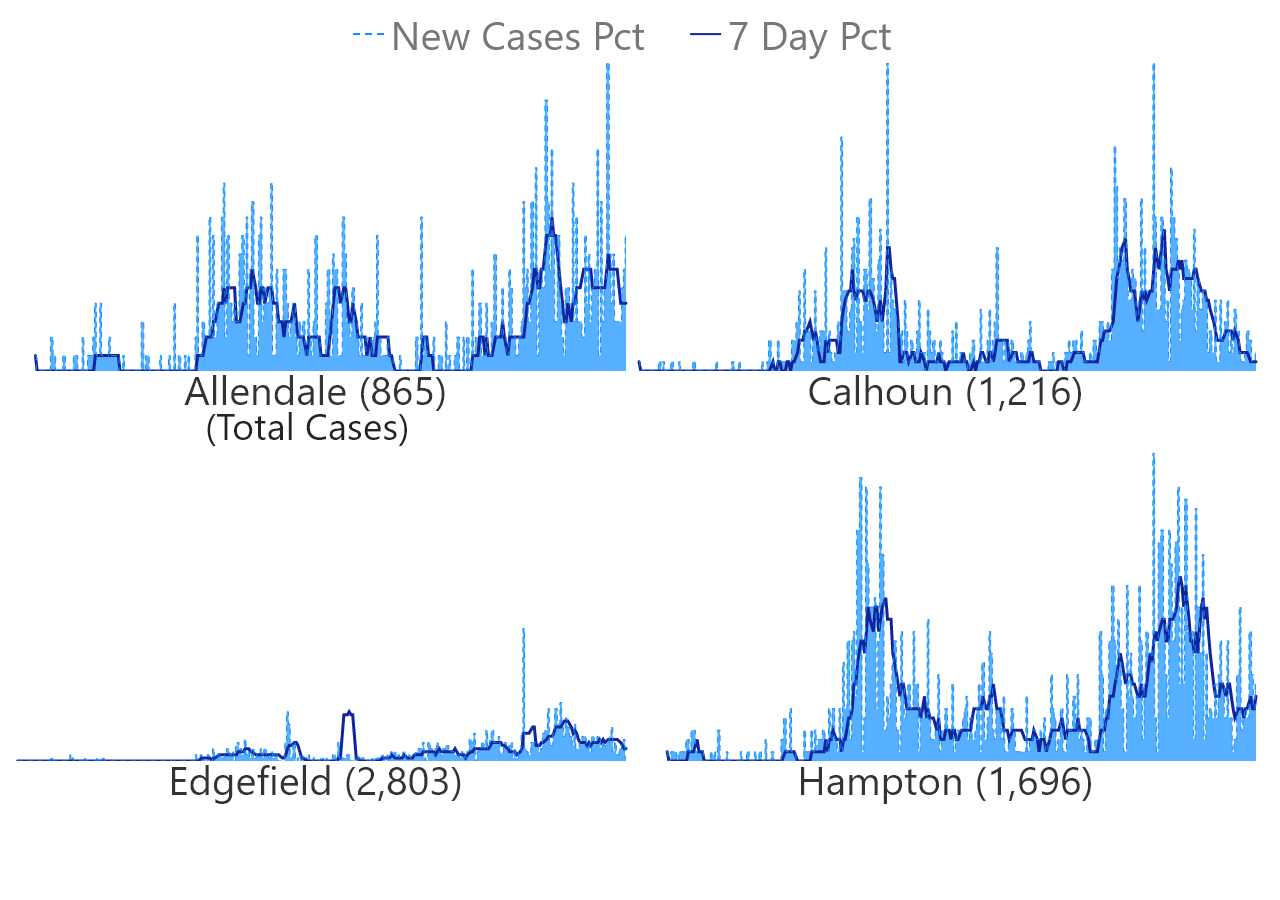 New Cases Pct 7 Day Pct
Allendale (865)
(Total Cases)
Calhoun (1,216)
Edgefield (2,803)
Hampton (1,696)